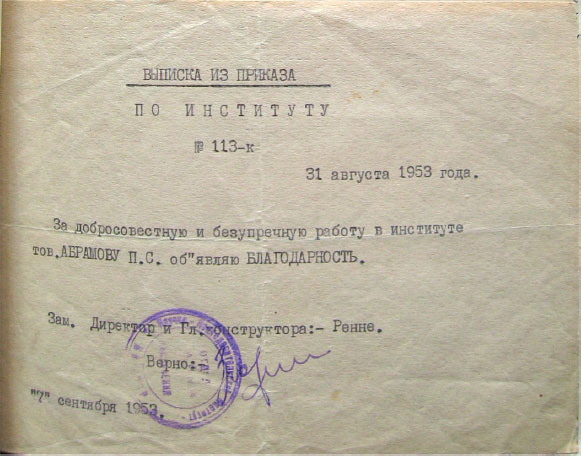 ВЫПИСКА ИЗ ПРИКАЗА
ПО ИНСТИТУТУ
№ 113-к
31 августа 1953 года.
За добросовестную и безупречную работу в институте
тов.АБРАМОВУ П.С. об"являю БЛАГОДАРНОСТЬ.
Зам. Директар и Гл.конструктора:- Ренне.
Верно:-
"7" сентября 1953.